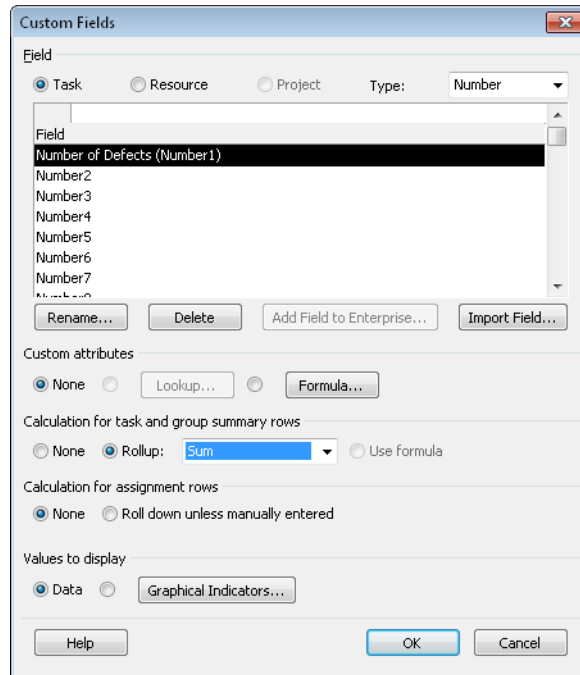 Custom Fields
Field
Task Resource Project Type: Number
Field
Number of Defects (Number1)
Number2
Number3
Number4
Number5
Number6
Number7
Rename... Delete Add Field to Enterprise... Import Field...
Custom attributes
None Lookup... Formula...
Calculation for task and group summary rows
None Rollup: Sum Use formula
Calculation for assignment rows
None Roll down unless manually entered
Values to display
Data Graphical Indicators...
Help OK Cancel